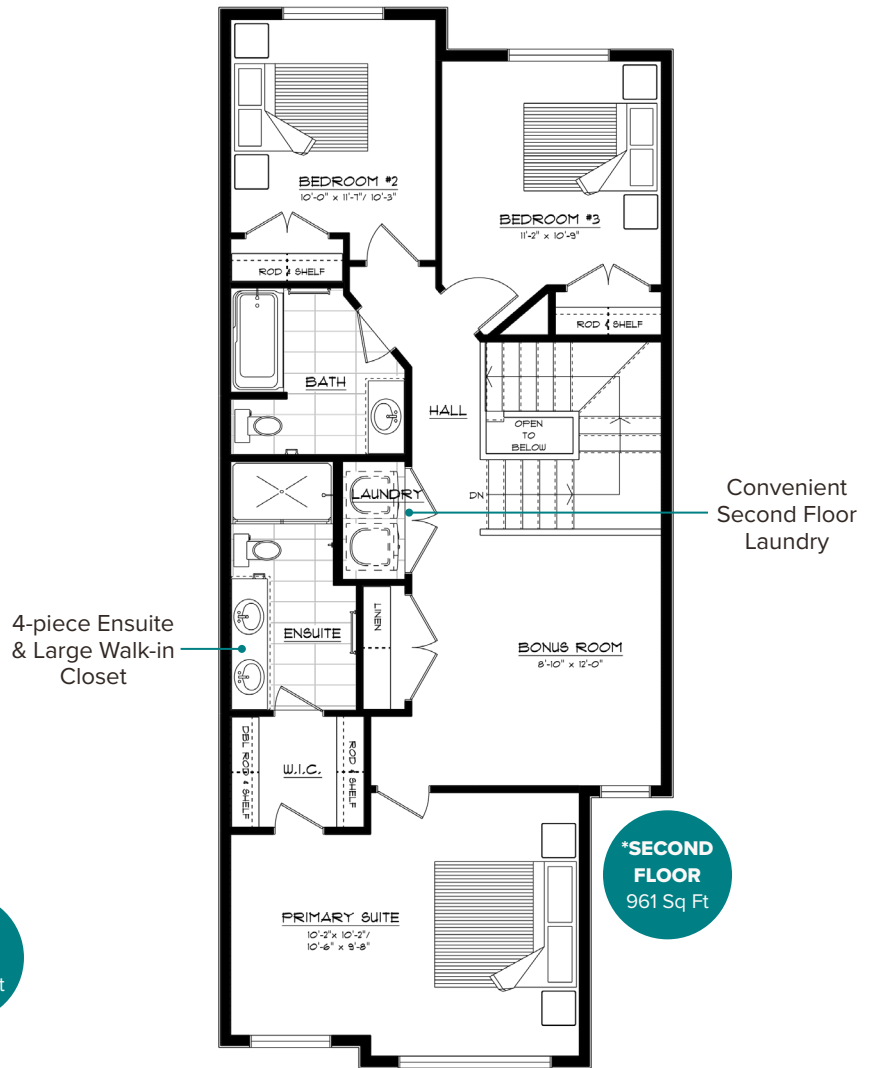 BEDROOM #2
10'-0" x 11'-7"/ 10'-3"
BEDROOM #3
11'-2" x 10'-9"
ROD & SHELF
ROD & SHELF
BATH
HALL
OPEN
TO
BELOW
LAUNDRY
DN
Convenient
Second Floor
Laundry
4-piece Ensuite
& Large Walk-in
Closet
ENSUITE
LINEN
BONUS ROOM
8'-10" x 12'-0"
DBL ROD & SHELF
W.I.C.
ROD & SHELF
*SECOND
FLOOR
961 Sq Ft
PRIMARY SUITE
10'-2"x 10'-2"/
10'-6" x 9'-8"
t